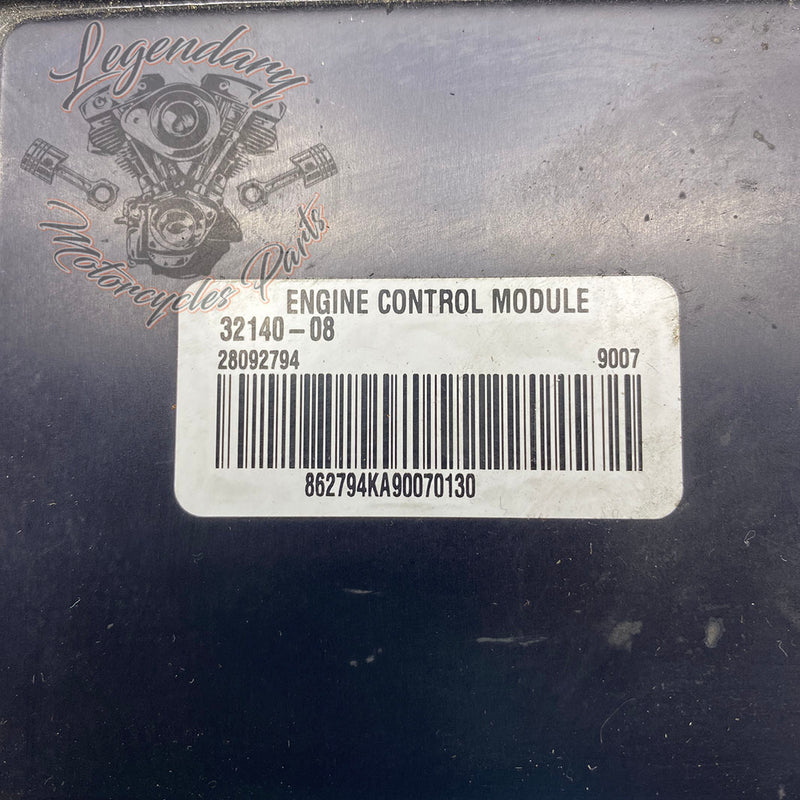 Legendary
Motorcycles Parts
ENGINE CONTROL MODULE
32140-08
28092794 9007
862794KA90070130